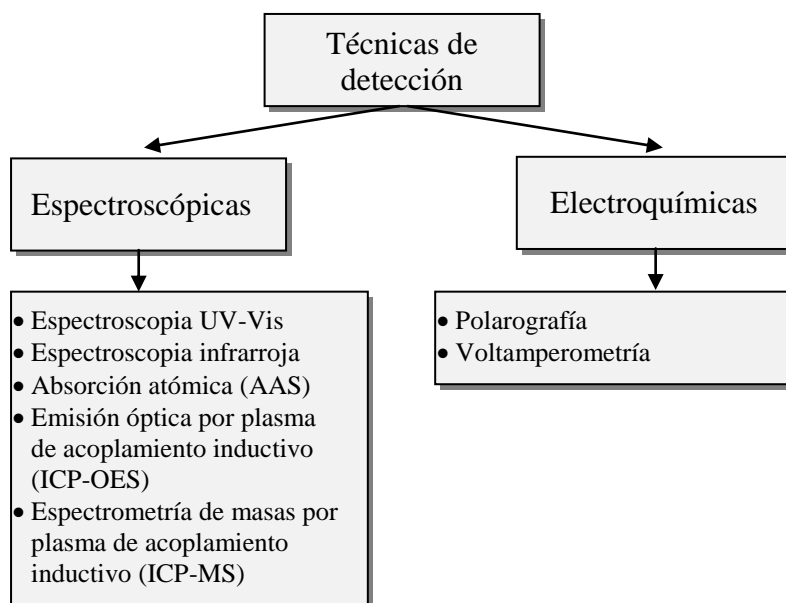 Técnicas de
detección
Espectroscópicas
Electroquímicas
• Espectroscopia UV-Vis
• Espectroscopia infrarroja
• Absorción atómica (AAS)
• Emisión óptica por plasma
de acoplamiento inductivo
(ICP-OES)
• Espectrometría de masas por
plasma de acoplamiento
inductivo (ICP-MS)
• Polarografía
• Voltamperometría